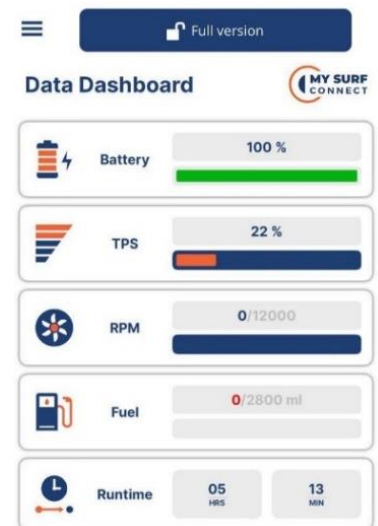 Full version
Data Dashboard
MY SURF
CONNECT
Battery
100 %
TPS
22 %
RPM
0/12000
Fuel
0/2800 ml
Runtime
05
HRS
13
MIN